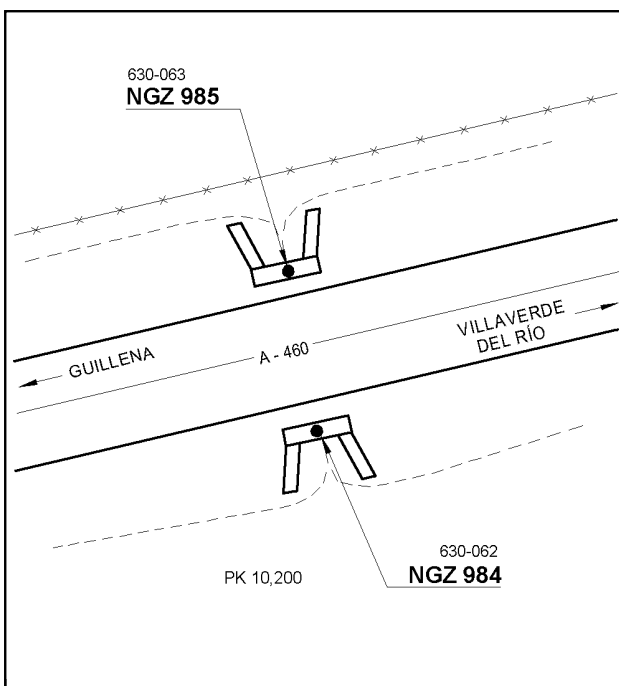 630-063
NGZ 985
GUILLENA
A - 460
VILLAVERDE
DEL RÍO
PK 10,200
630-062
NGZ 984